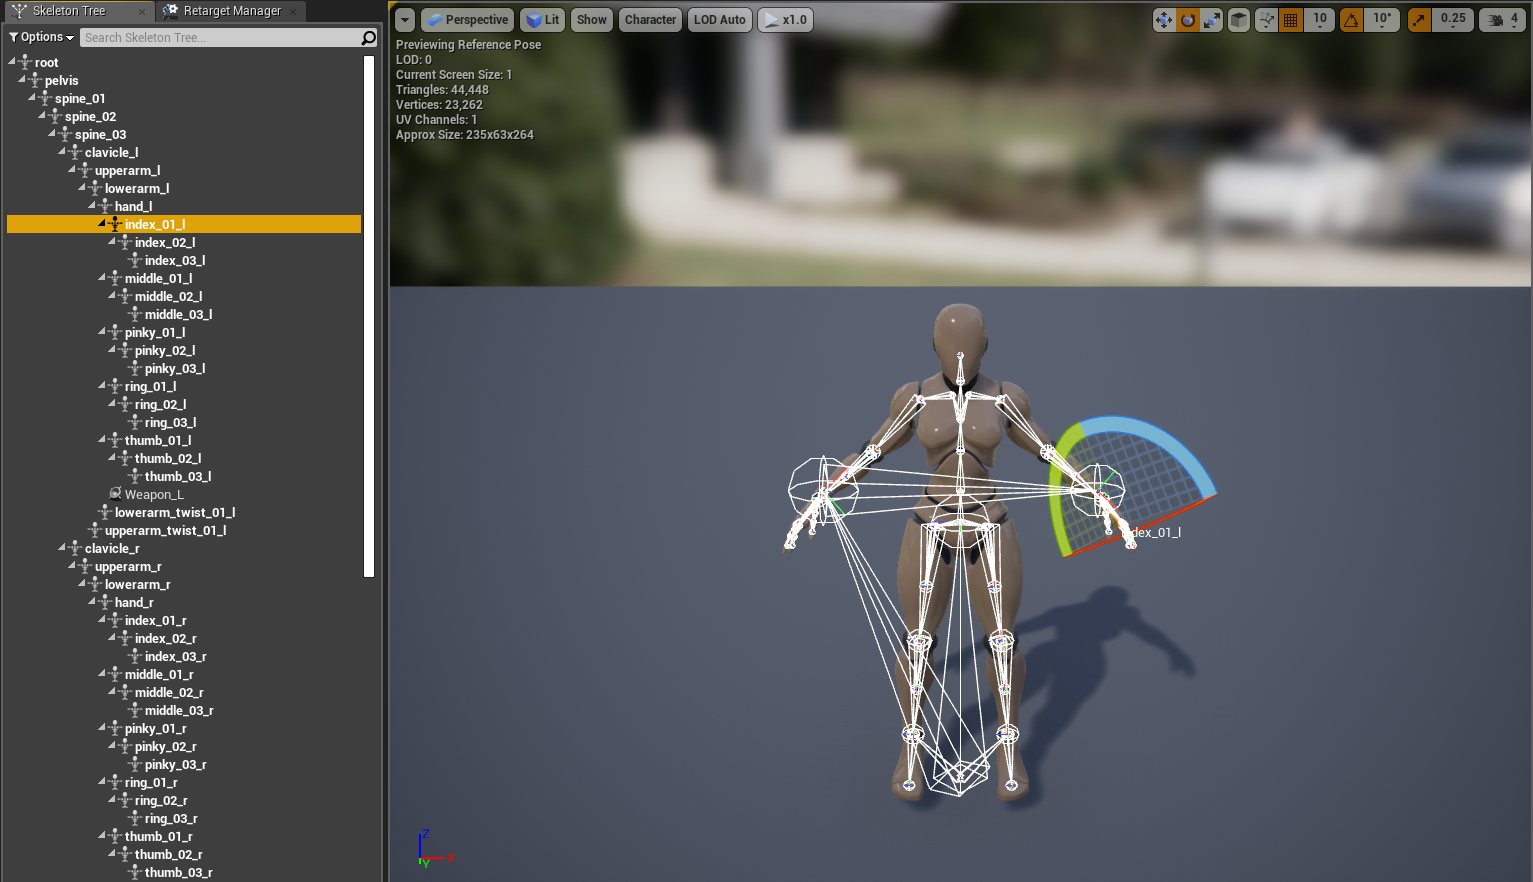 Skeleton Tree
Retarget Manager
Options
Search Skeleton Tree...
root
pelvis
spine_01
spine_02
spine_03
clavicle_l
upperarm_l
lowerarm_l
hand_l
index_01_l
index_02_l
index_03_l
middle_01_l
middle_02_l
middle_03_l
pinky_01_l
pinky_02_l
pinky_03_l
ring_01_l
ring_02_l
ring_03_l
thumb_01_l
thumb_02_l
thumb_03_l
Weapon_L
lowerarm_twist_01_l
upperarm_twist_01_l
clavicle_r
upperarm_r
lowerarm_r
hand_r
index_01_r
index_02_r
index_03_r
middle_01_r
middle_02_r
middle_03_r
pinky_01_r
pinky_02_r
pinky_03_r
ring_01_r
ring_02_r
ring_03_r
thumb_01_r
thumb_02_r
thumb_03_r
Perspective Lit Show Character LOD Auto x1.0 10 10° 0.25 4
Previewing Reference Pose
LOD: 0
Current Screen Size: 1
Triangles: 44,448
Vertices: 23,262
UV Channels: 1
Approx Size: 235x63x264
index_01_l
Z
X
Y